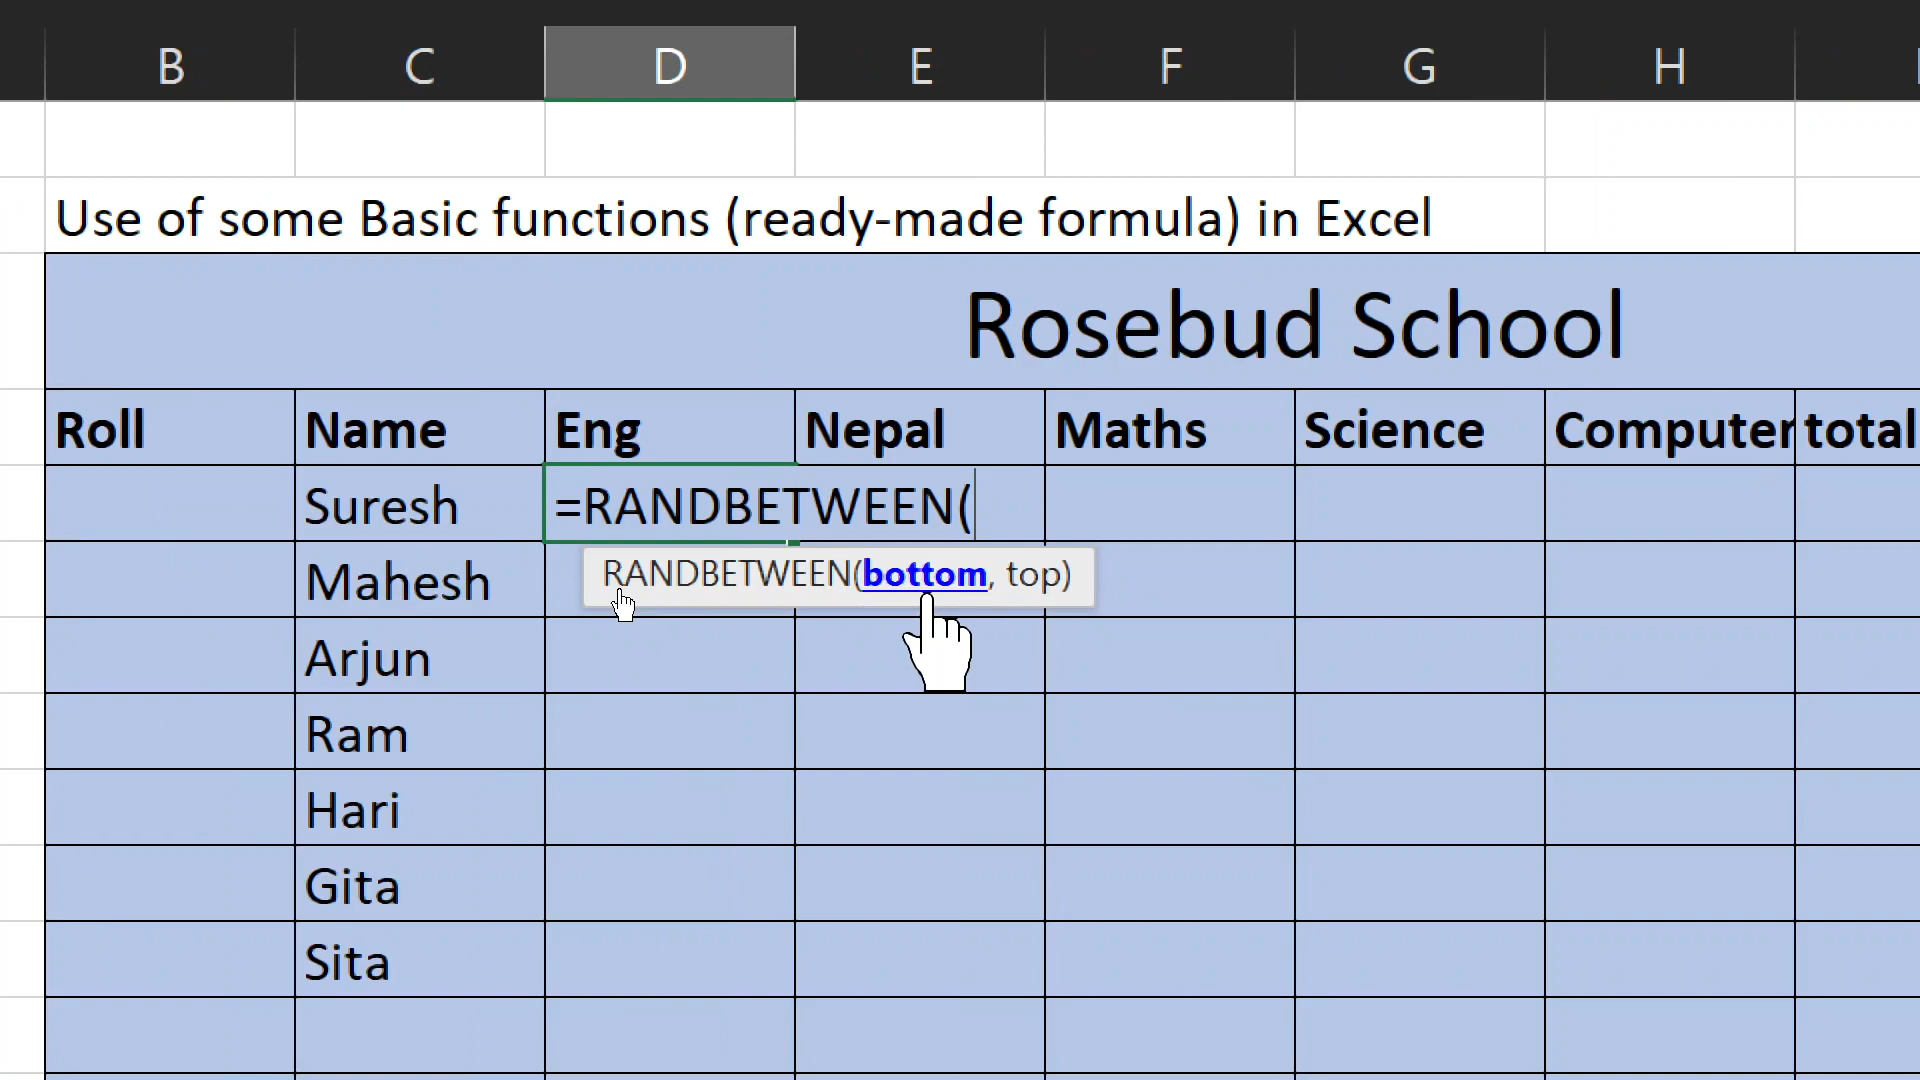 B C D E F G H
Use of some Basic functions (ready-made formula) in Excel
Rosebud School
Roll Name Eng Nepal Maths Science Computer total
Suresh =RANDBETWEEN(
RANDBETWEEN(bottom, top)
Mahesh
Arjun
Ram
Hari
Gita
Sita